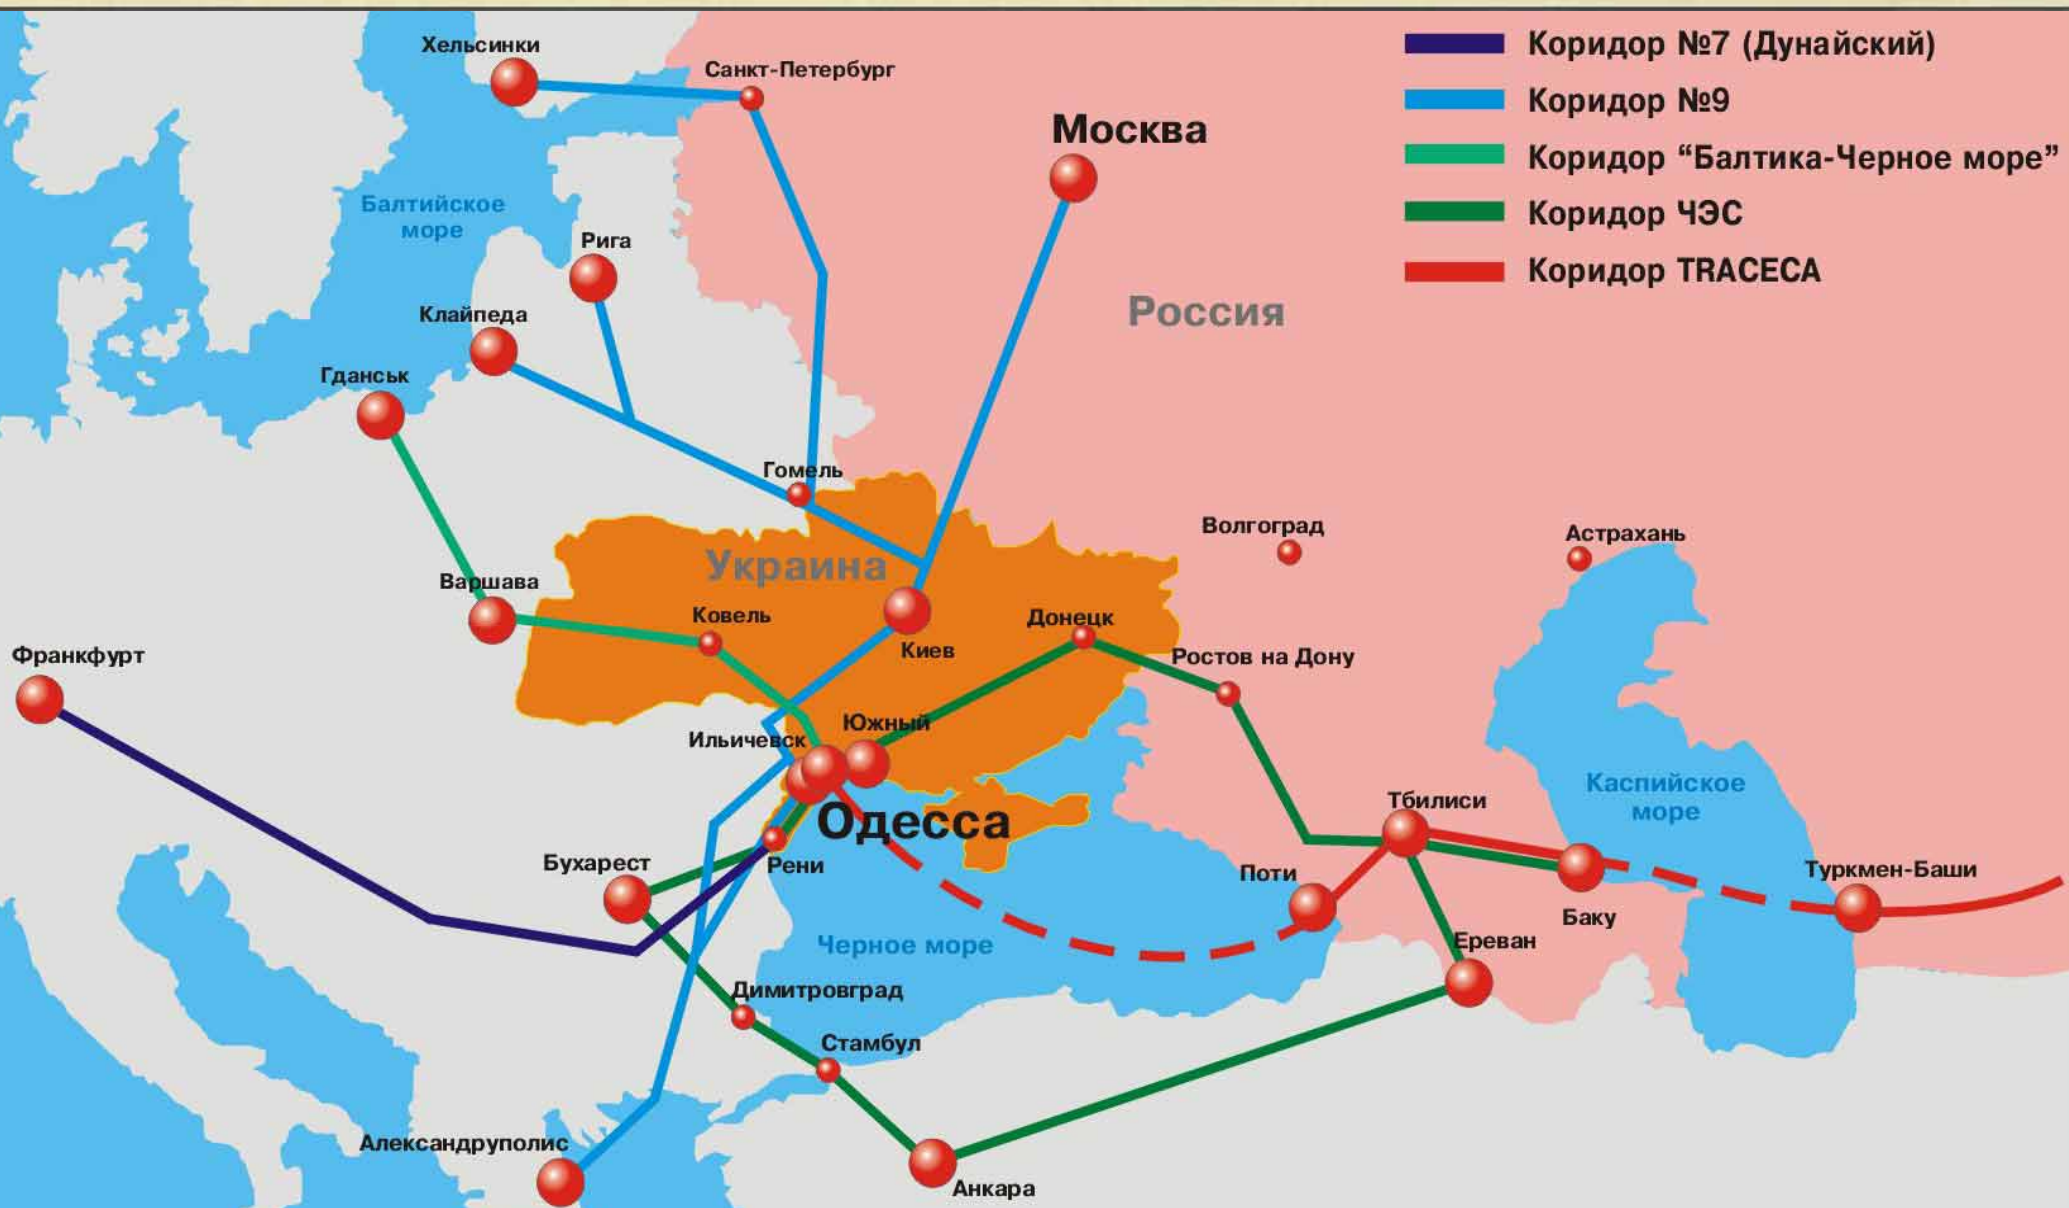 Хельсинки
Санкт-Петербург
Москва
Коридор №7 (Дунайский)
Коридор №9
Коридор “Балтика-Черное море”
Коридор ЧЭС
Коридор TRACECA
Балтийское
море
Рига
Клайпеда
Гданськ
Россия
Гомель
Волгоград
Астрахань
Украина
Варшава
Ковель
Киев
Донецк
Ростов на Дону
Франкфурт
Ильичевск
Южный
Одесса
Каспийское
море
Тбилиси
Бухарест
Рени
Поти
Баку
Туркмен-Баши
Черное море
Ереван
Димитровград
Стамбул
Александруполис
Анкара